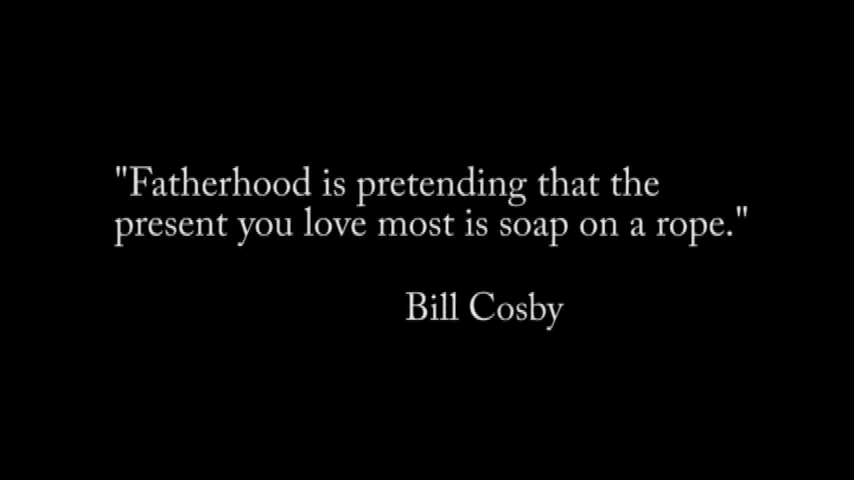 "Fatherhood is pretending that the
present you love most is soap on a rope."
Bill Cosby